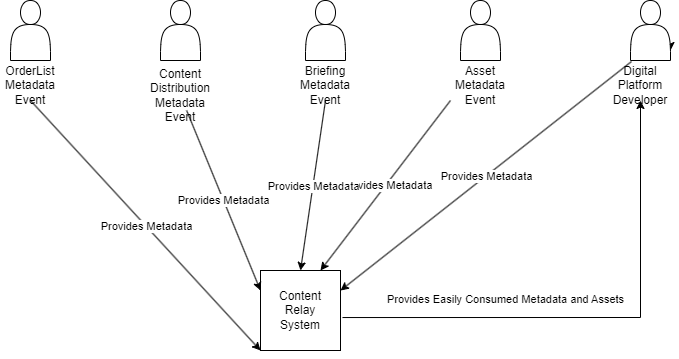 OrderList
Metadata
Event
Content
Distribution
Metadata
Event
Briefing
Metadata
Event
Asset
Metadata
Event
Digital
Platform
Developer
Provides Metadata
Provides Metadata
Provides Metadata
vides Metadata
Provides Metadata
Content
Relay
System
Provides Easily Consumed Metadata and Assets